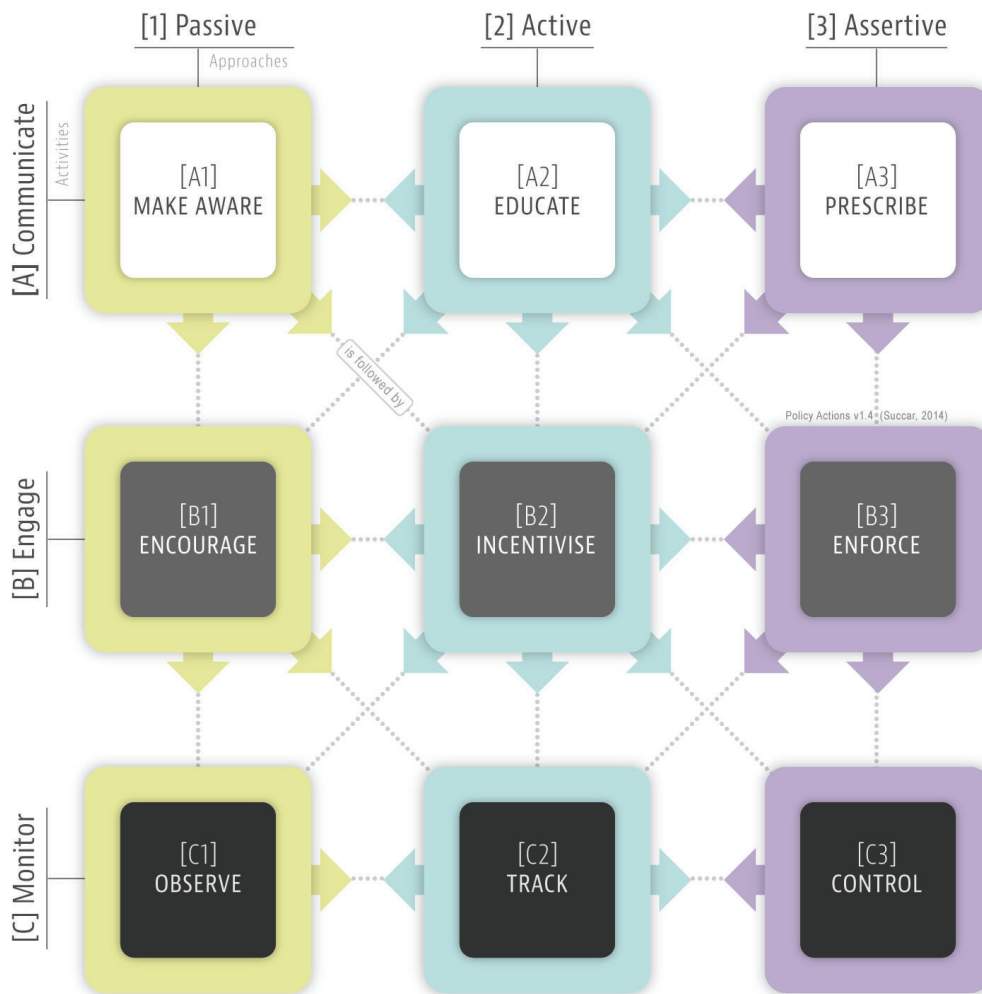 [1] Passive
[2] Active
[3] Assertive
Approaches
[A] Communicate
Activities
[A1]
MAKE AWARE
[A2]
EDUCATE
[A3]
PRESCRIBE
is followed by
Policy Actions v1.4 (Succar, 2014)
[B] Engage
[B1]
ENCOURAGE
[B2]
INCENTIVISE
[B3]
ENFORCE
[C] Monitor
[C1]
OBSERVE
[C2]
TRACK
[C3]
CONTROL